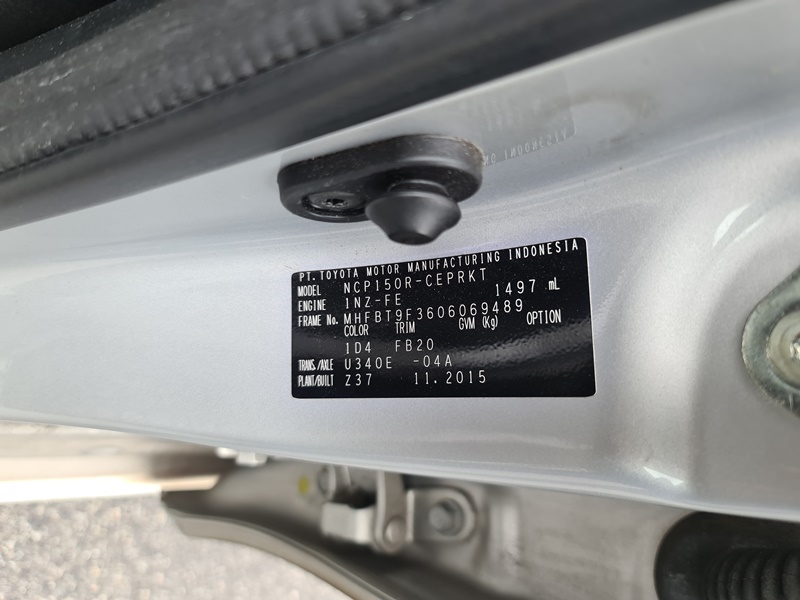 PT. TOYOTA MOTOR MANUFACTURING INDONESIA
MODEL NCP150R-CEPRKT
ENGINE 1NZ-FE 1497 mL
FRAME No. MHFBT9F3606069489
COLOR TRIM GVM (Kg) OPTION
1D4 FB20
TRANS./AXLE U340E -04A
PLANT/BUILT Z37 11.2015